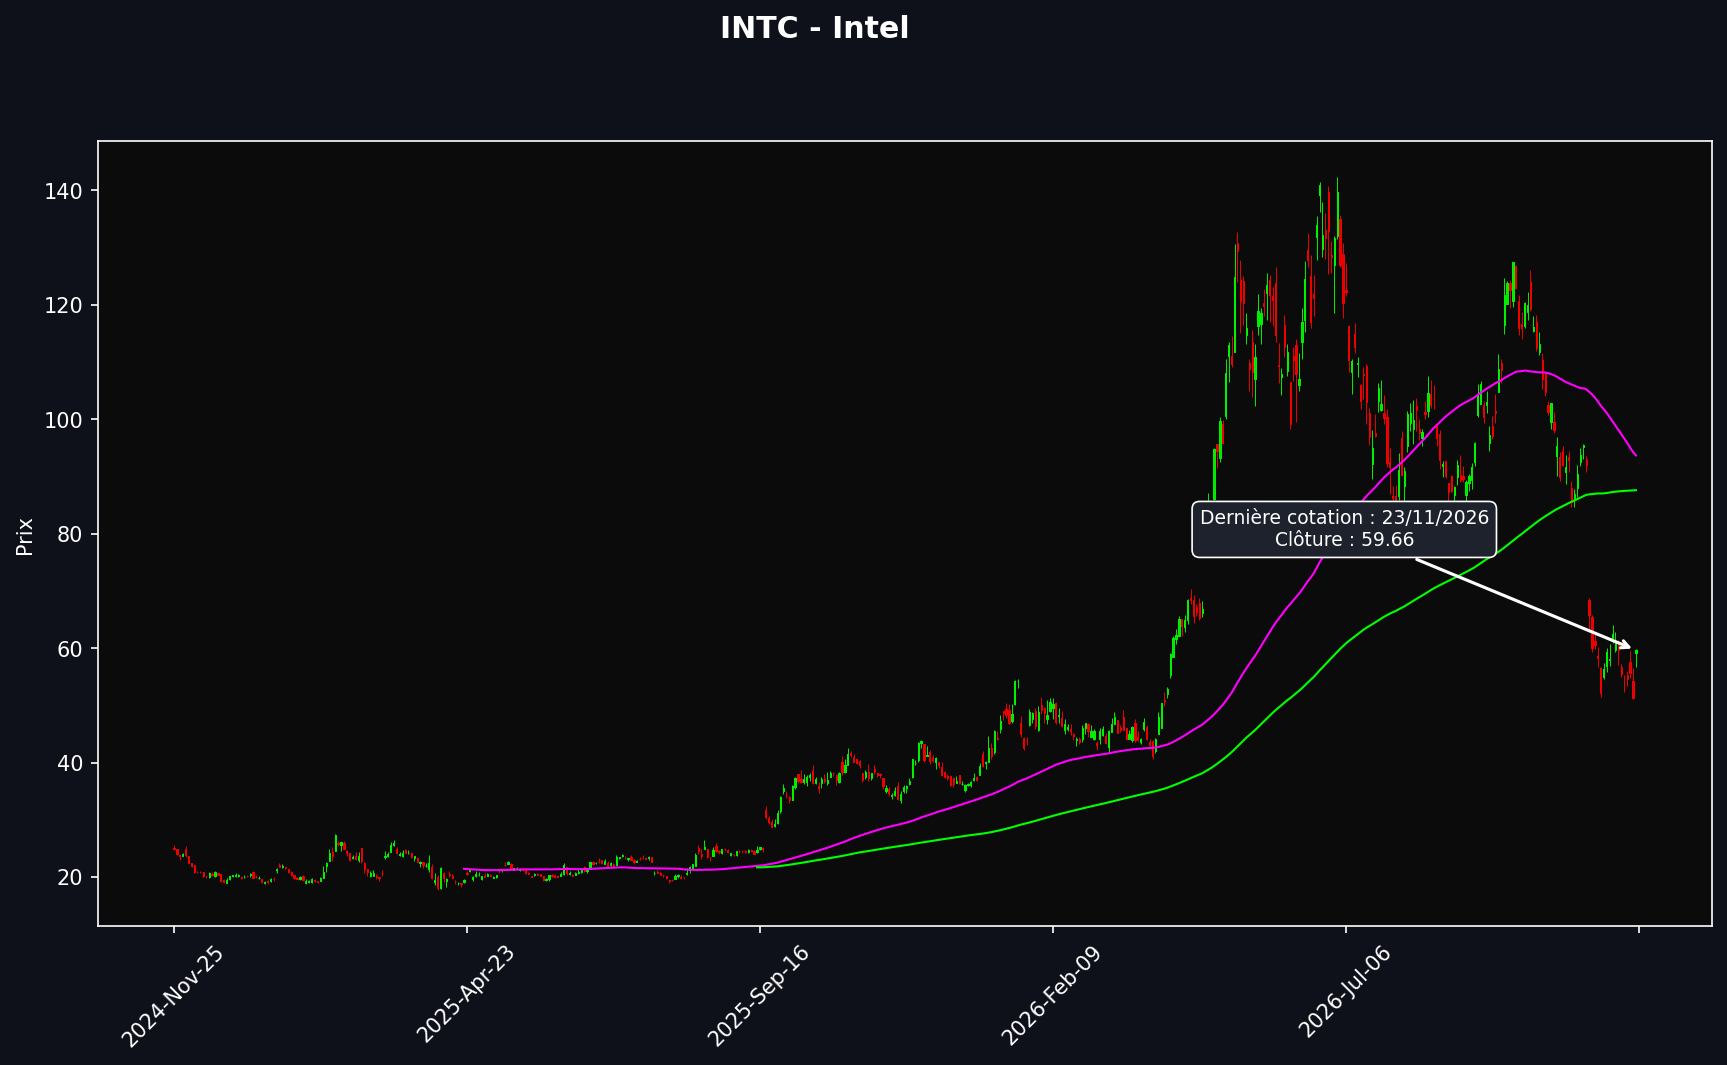 INTC - Intel
140
120
100
80
60
40
20
Prix
Dernière cotation : 23/11/2026
Clôture : 59.66
2024-Nov-25
2025-Apr-23
2025-Sep-16
2026-Feb-09
2026-Jul-06